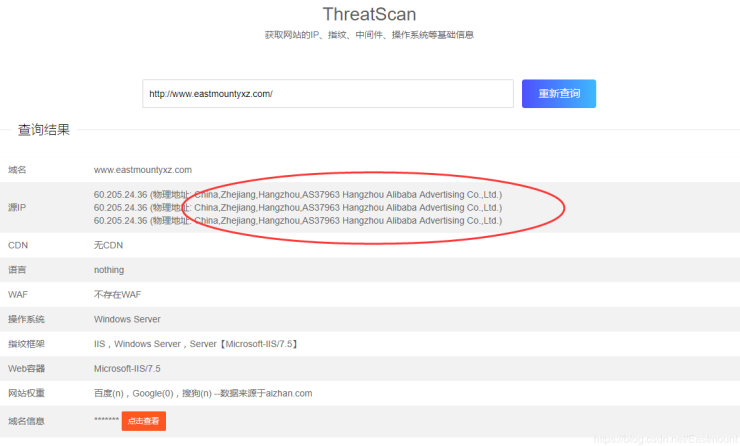 ThreatScan
获取网站的IP、指纹、中间件、操作系统等基础信息
http://www.eastmountyxz.com/ 重新查询
查询结果
域名 www.eastmountyxz.com
60.205.24.36 (物理地址: China,Zhejiang,Hangzhou,AS37963 Hangzhou Alibaba Advertising Co.,Ltd.)
源IP 60.205.24.36 (物理地址: China,Zhejiang,Hangzhou,AS37963 Hangzhou Alibaba Advertising Co.,Ltd.)
60.205.24.36 (物理地址: China,Zhejiang,Hangzhou,AS37963 Hangzhou Alibaba Advertising Co.,Ltd.)
CDN 无CDN
语言 nothing
WAF 不存在WAF
操作系统 Windows Server
指纹框架 IIS，Windows Server，Server【Microsoft-IIS/7.5】
Web容器 Microsoft-IIS/7.5
网站权重 百度(n)，Google(0)，搜狗(n) --数据来源于aizhan.com
域名信息 ******* 点击查看
https://blog.csdn.net/Eastmount